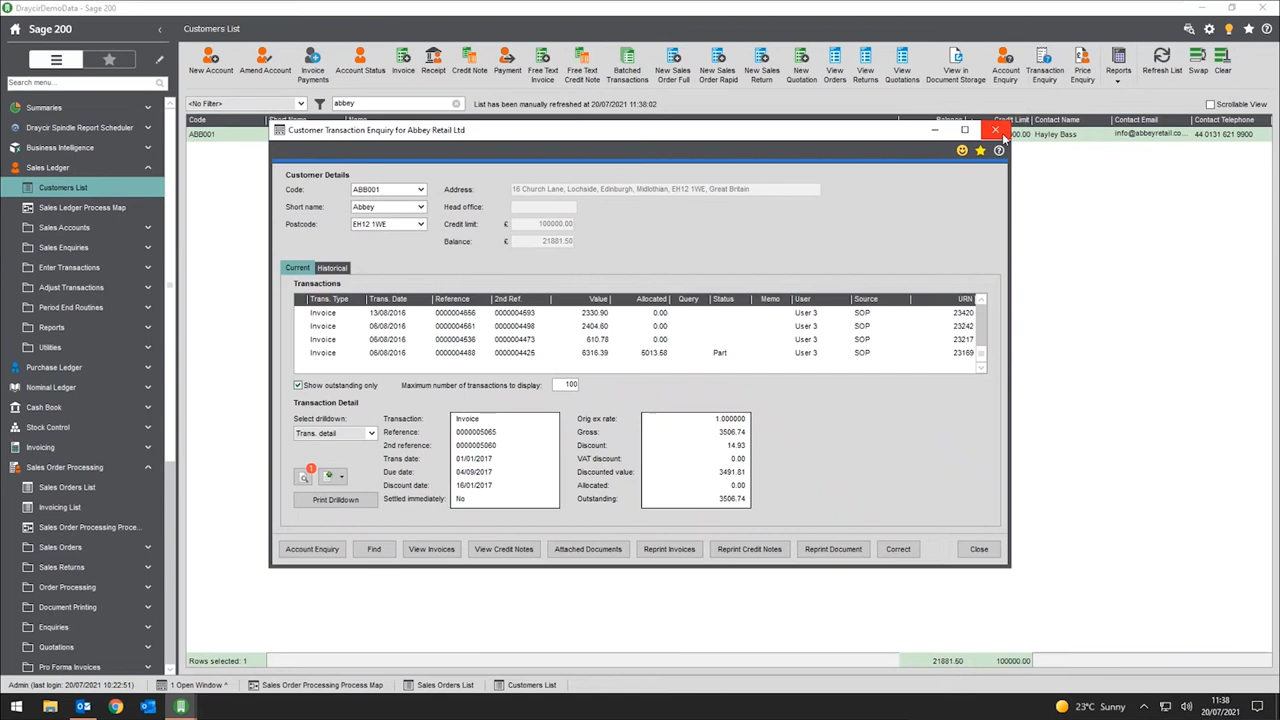 DraycirDemoData - Sage 200
Sage 200
Customers List
Search menu...
New Account
Amend Account
Invoice Payments
Account Status
Invoice
Receipt
Credit Note
Payment
Free Text Invoice
Free Text Credit Note
Batched Transactions
New Sales Order Full
New Sales Order Rapid
New Sales Return
New Quotation
View Orders
View Returns
View Quotations
View in Document Storage
Account Enquiry
Transaction Enquiry
Price Enquiry
Reports
Refresh List
Swap
Clear
<No Filter>
abbey
List has been manually refreshed at 20/07/2021 11:38:02
Scrollable View
Code Short Name Name Balance Credit Limit Contact Name Contact Email Contact Telephone
ABB001 Hayley Bass info@abbeyretail.co... 44 0131 621 9900
Summaries
Draycir Spindle Report Scheduler
Business Intelligence
Sales Ledger
Customers List
Sales Ledger Process Map
Sales Accounts
Sales Enquiries
Enter Transactions
Adjust Transactions
Period End Routines
Reports
Utilities
Purchase Ledger
Nominal Ledger
Cash Book
Stock Control
Invoicing
Sales Order Processing
Sales Orders List
Invoicing List
Sales Order Processing Proce...
Sales Orders
Sales Returns
Order Processing
Document Printing
Enquiries
Quotations
Pro Forma Invoices
Customer Transaction Enquiry for Abbey Retail Ltd
Customer Details
Code: ABB001 Address: 16 Church Lane, Lochside, Edinburgh, Midlothian, EH12 1WE, Great Britain
Short name: Abbey Head office:
Postcode: EH12 1WE Credit limit: £ 100000.00
Balance: £ 21881.50
Current Historical
Transactions
Trans. Type Trans. Date Reference 2nd Ref. Value Allocated Query Status Memo User Source URN
Invoice 13/08/2016 0000004656 0000004593 2330.90 0.00 User 3 SOP 23420
Invoice 06/08/2016 0000004561 0000004498 2404.60 0.00 User 3 SOP 23242
Invoice 06/08/2016 0000004536 0000004473 610.78 0.00 User 3 SOP 23217
Invoice 06/08/2016 0000004488 0000004425 6316.39 5013.58 Part User 3 SOP 23169
Show outstanding only Maximum number of transactions to display: 100
Transaction Detail
Select drilldown: Transaction: Invoice Orig ex rate: 1.000000
Trans. detail Reference: 0000005065 Gross: 3506.74
2nd reference: 0000005060 Discount: 14.93
Trans date: 01/01/2017 VAT discount: 0.00
1 Due date: 04/09/2017 Discounted value: 3491.81
Discount date: 16/01/2017 Allocated: 0.00
Print Drilldown Settled immediately: No Outstanding: 3506.74
Account Enquiry Find View Invoices View Credit Notes Attached Documents Reprint Invoices Reprint Credit Notes Reprint Document Correct Close
Rows selected: 1 21881.50 100000.00
Admin (last login: 20/07/2021 10:22:51) 1 Open Window ^ Sales Order Processing Process Map Sales Orders List Customers List
23°C Sunny 11:38
20/07/2021